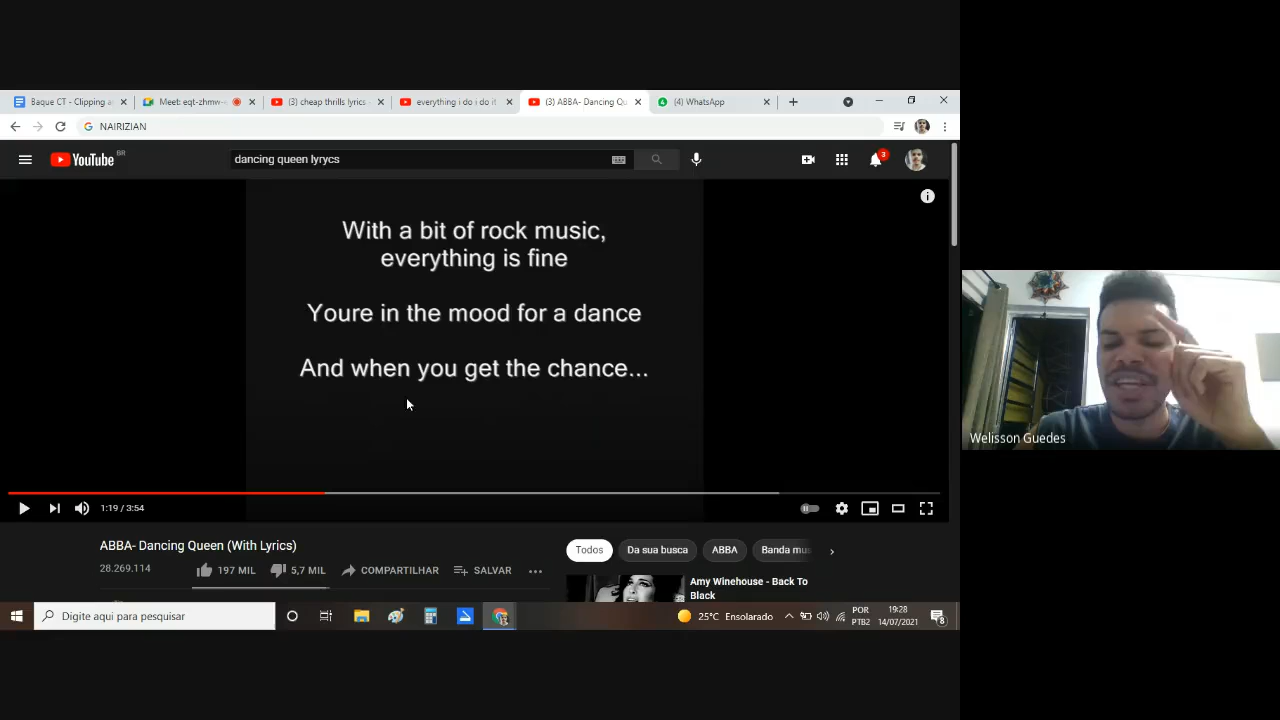 Baque CT - Clipping a
Meet: eqt-zhmw-
(3) cheap thrills lyrics -
everything i do i do it
(3) ABBA- Dancing Qu
(4) WhatsApp
NAIRIZIAN
YouTube BR
dancing queen lyrycs
3
With a bit of rock music,
everything is fine
Youre in the mood for a dance
And when you get the chance...
Welisson Guedes
1:19 / 3:54
ABBA- Dancing Queen (With Lyrics)
28.269.114
197 MIL
5,7 MIL
COMPARTILHAR
SALVAR
Todos
Da sua busca
ABBA
Banda mus
Amy Winehouse - Back To
Black
Digite aqui para pesquisar
25°C Ensolarado
POR
PTB2
19:28
14/07/2021
8